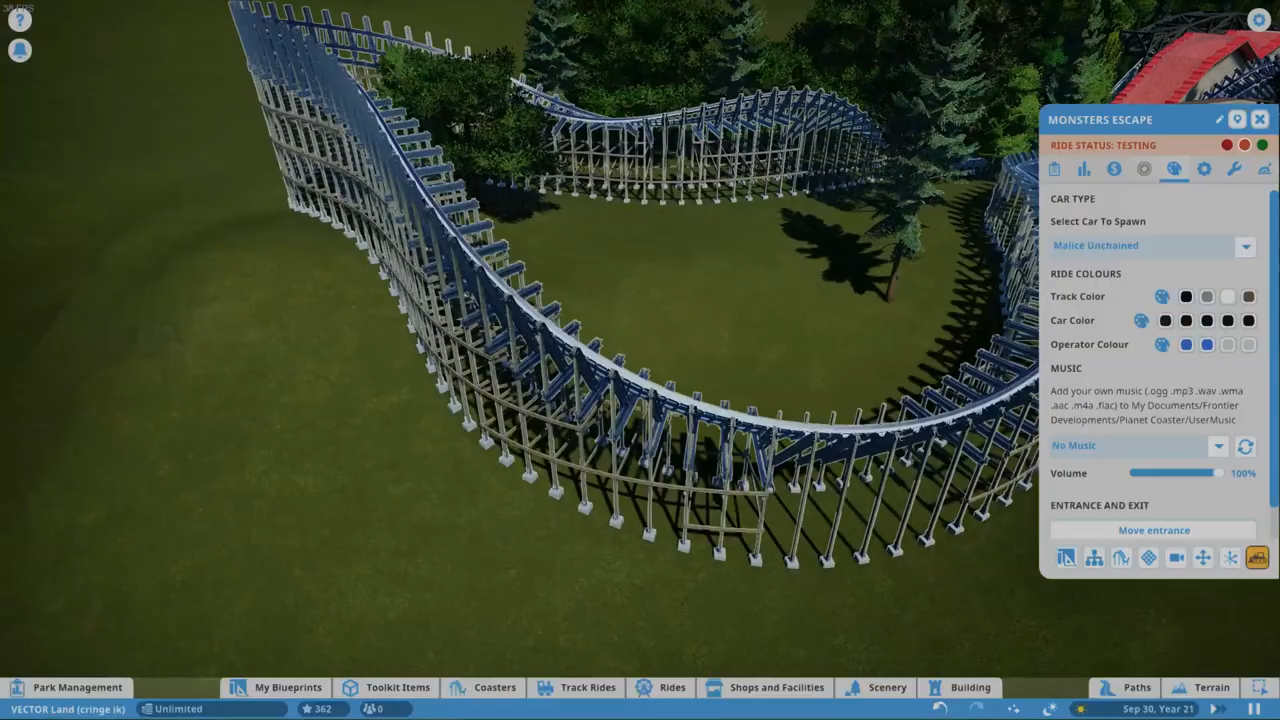 38 FPS
?
MONSTERS ESCAPE
RIDE STATUS: TESTING
CAR TYPE
Select Car To Spawn
Malice Unchained
RIDE COLOURS
Track Color
Car Color
Operator Colour
MUSIC
Add your own music (.ogg .mp3 .wav .wma
.aac .m4a .flac) to My Documents/Frontier
Developments/Planet Coaster/UserMusic
No Music
Volume 100%
ENTRANCE AND EXIT
Move entrance
Park Management My Blueprints Toolkit Items Coasters Track Rides Rides Shops and Facilities Scenery Building Paths Terrain
VECTOR Land (cringe ik) Unlimited 362 0 Sep 30, Year 21